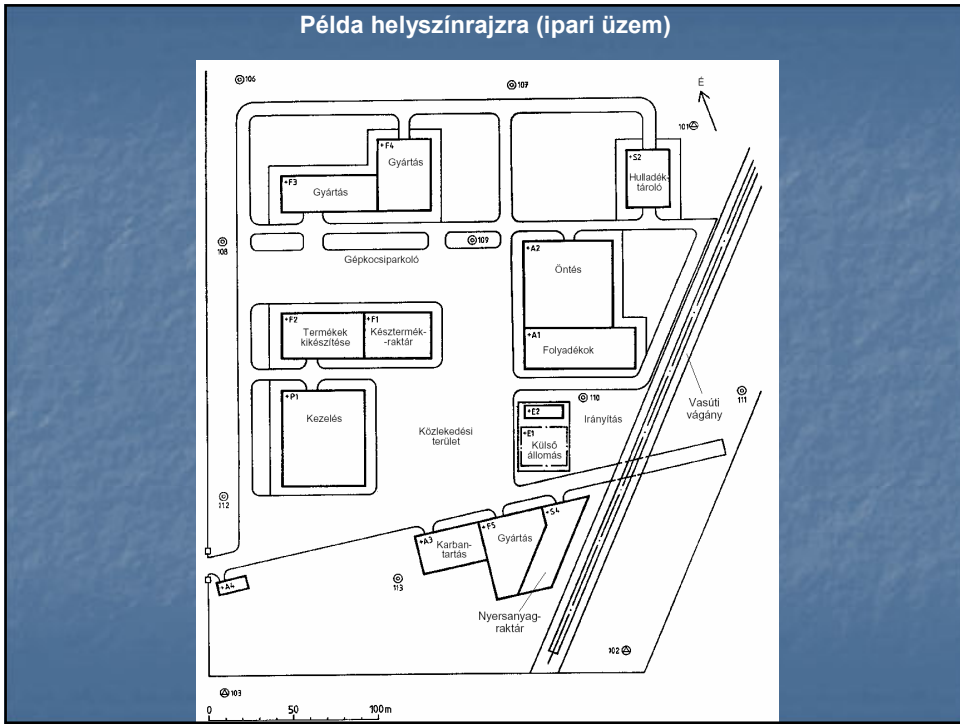 Példa helyszínrajzra (ipari üzem)
106
107
É
101
+F4
Gyártás
+S2
Hulladék-
tároló
+F3
Gyártás
108
109
Gépkocsiparkoló
+A2
Öntés
+F2
Termékek
kikészítése
+F1
Késztermék-
-raktár
+A1
Folyadékok
+P1
Kezelés
Közlekedési
terület
+E2
110
Irányítás
+E1
Külső
állomás
Vasúti
vágány
111
112
+A3
Karban-
tartás
+F5
Gyártás
+S4
+A4
113
Nyersanyag-
raktár
102
103
0 50 100m